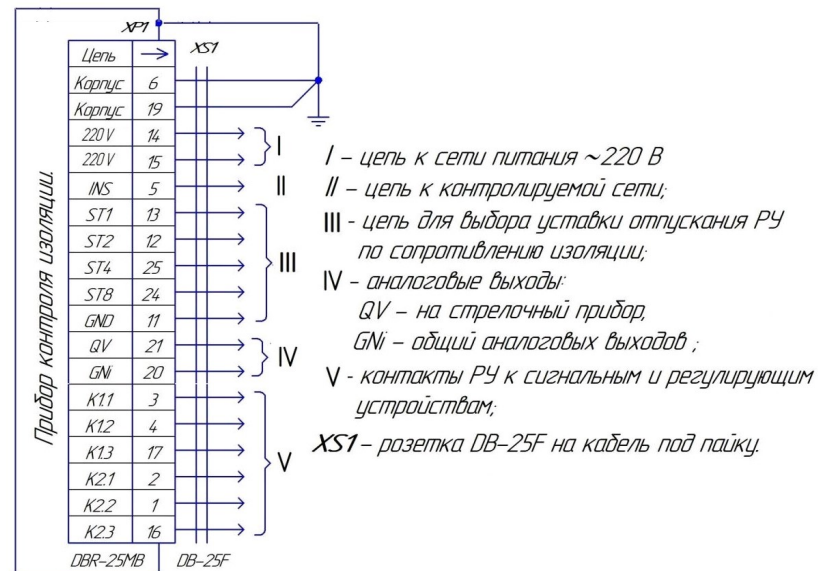 XP1
XS1
Цепь
Корпус 6
Корпус 19
220 V 14
220 V 15
INS 5
ST1 13
ST2 12
ST4 25
ST8 24
GND 11
QV 21
GNi 20
K1.1 3
K1.2 4
K1.3 17
K2.1 2
K2.2 1
K2.3 16
DBR-25MB
DB-25F
Прибор контроля изоляции.
I
II
III
IV
V
I – цепь к сети питания ~220 В
II – цепь к контролируемой сети;
III - цепь для выбора уставки отпускания РУ
по сопротивлению изоляции;
IV – аналоговые выходы:
QV – на стрелочный прибор,
GNi – общий аналоговых выходов ;
V - контакты РУ к сигнальным и регулирующим
устройствам;
XS1 – розетка DB-25F на кабель под пайку.